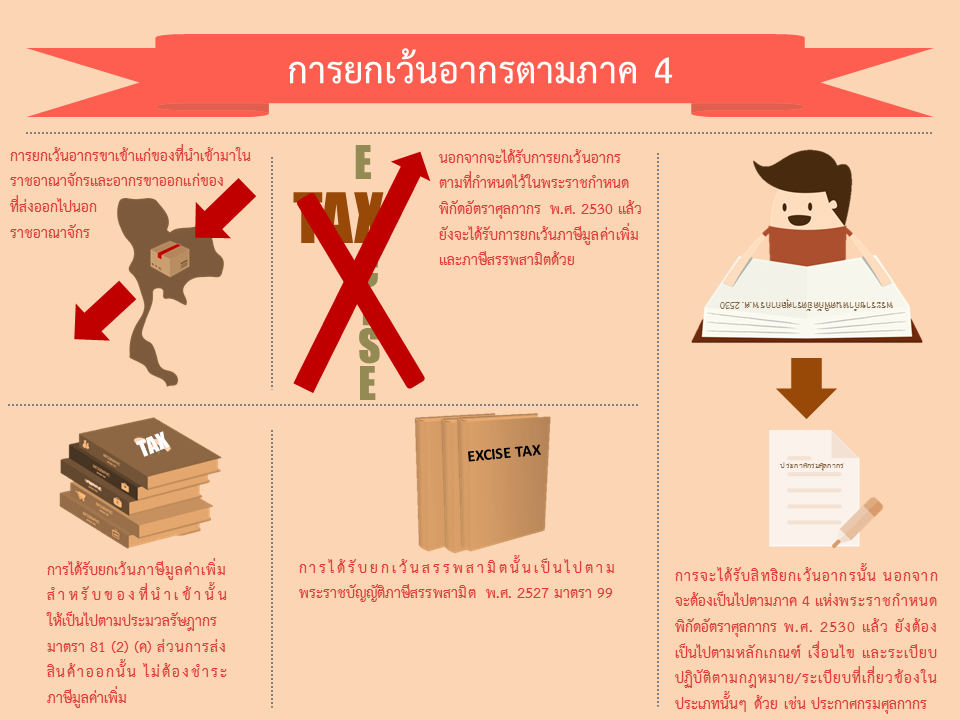 การยกเว้นอากรตามภาค 4
การยกเว้นอากรขาเข้าแก่ของที่นำเข้ามาใน
ราชอาณาจักรและอากรขาออกแก่ของ
ที่ส่งออกไปนอก
ราชอาณาจักร
TAX
E
S
E
นอกจากจะได้รับการยกเว้นอากร
ตามที่กำหนดไว้ในพระราชกำหนด
พิกัดอัตราศุลกากร พ.ศ. 2530 แล้ว
ยังจะได้รับการยกเว้นภาษีมูลค่าเพิ่ม
และภาษีสรรพสามิตด้วย
พระราชกำหนดพิกัดอัตราศุลกากร พ.ศ. 2530
TAX
การได้รับยกเว้นภาษีมูลค่าเพิ่ม
สำหรับของที่นำเข้านั้น
ให้เป็นไปตามประมวลรัษฎากร
มาตรา 81 (2) (ค) ส่วนการส่ง
สินค้าออกนั้น ไม่ต้องชำระ
ภาษีมูลค่าเพิ่ม
EXCISE TAX
การได้รับยกเว้นสรรพสามิตนั้นเป็นไปตาม
พระราชบัญญัติภาษีสรรพสามิต พ.ศ. 2527 มาตรา 99
ประกาศกรมศุลกากร
การจะได้รับสิทธิยกเว้นอากรนั้น นอกจาก
จะต้องเป็นไปตามภาค 4 แห่งพระราชกำหนด
พิกัดอัตราศุลกากร พ.ศ. 2530 แล้ว ยังต้อง
เป็นไปตามหลักเกณฑ์ เงื่อนไข และระเบียบ
ปฏิบัติตามกฎหมาย/ระเบียบที่เกี่ยวข้องใน
ประเภทนั้นๆ ด้วย เช่น ประกาศกรมศุลกากร